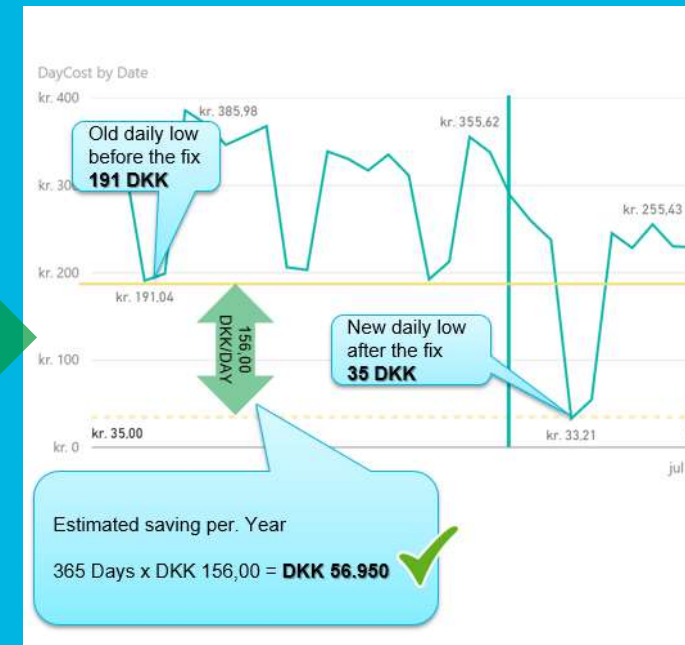 DayCost by Date
kr. 400
kr. 385,98
Old daily low
before the fix
191 DKK
kr. 355,62
kr. 30
kr. 255,43
kr. 200
kr. 191,04
156,00
DKK/DAY
New daily low
after the fix
35 DKK
kr. 100
kr. 35,00
kr. 33,21
kr. 0
jul
Estimated saving per. Year
365 Days x DKK 156,00 = DKK 56.950